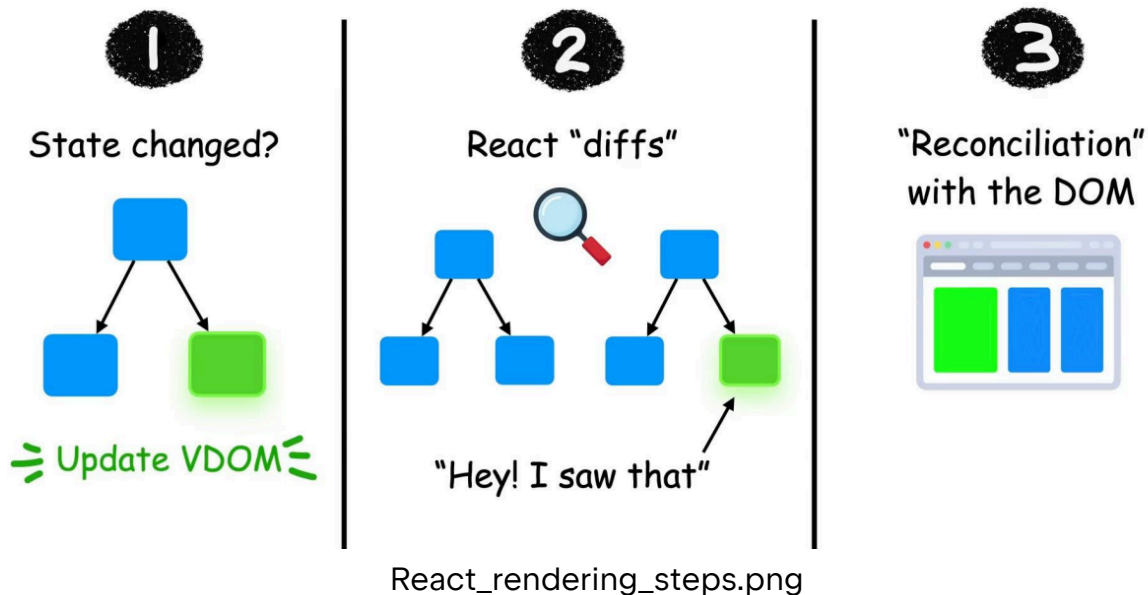 1
State changed?
Update VDOM
2
React “diffs”
“Hey! I saw that”
3
“Reconciliation”
with the DOM
React_rendering_steps.png